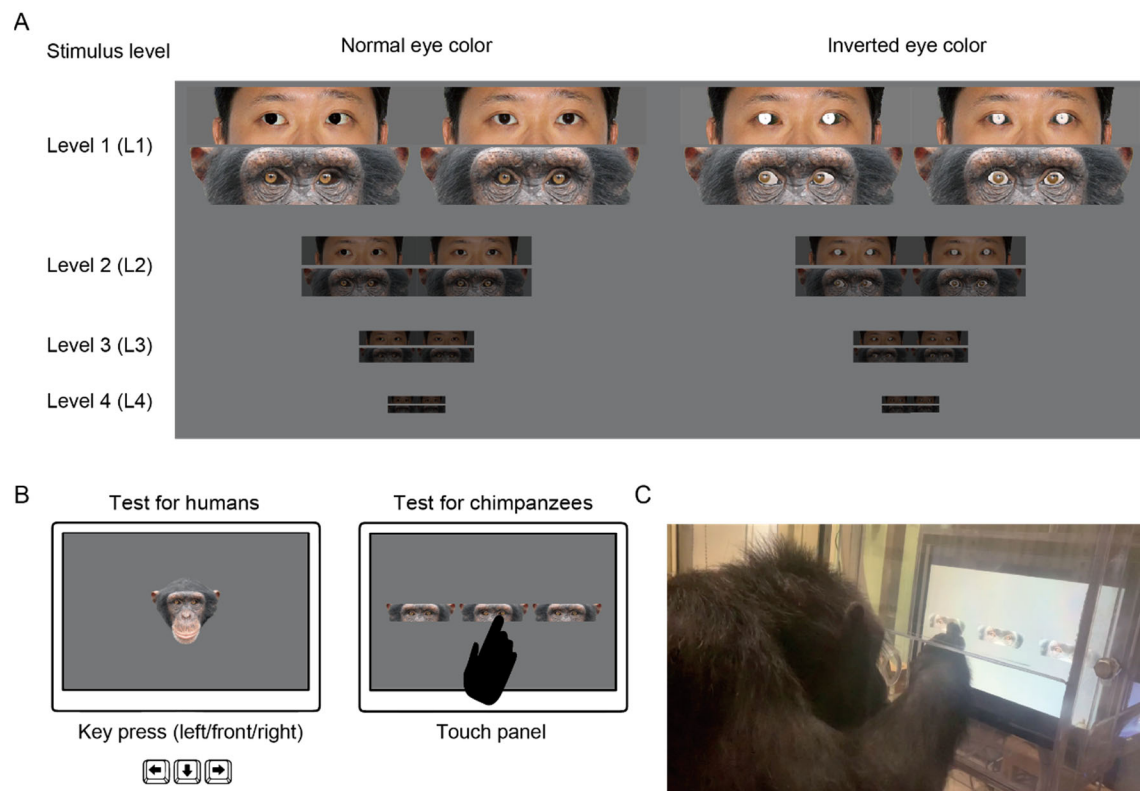 A
Stimulus level
Normal eye color
Inverted eye color
Level 1 (L1)
Level 2 (L2)
Level 3 (L3)
Level 4 (L4)
B
Test for humans
Test for chimpanzees
Key press (left/front/right)
Touch panel
C